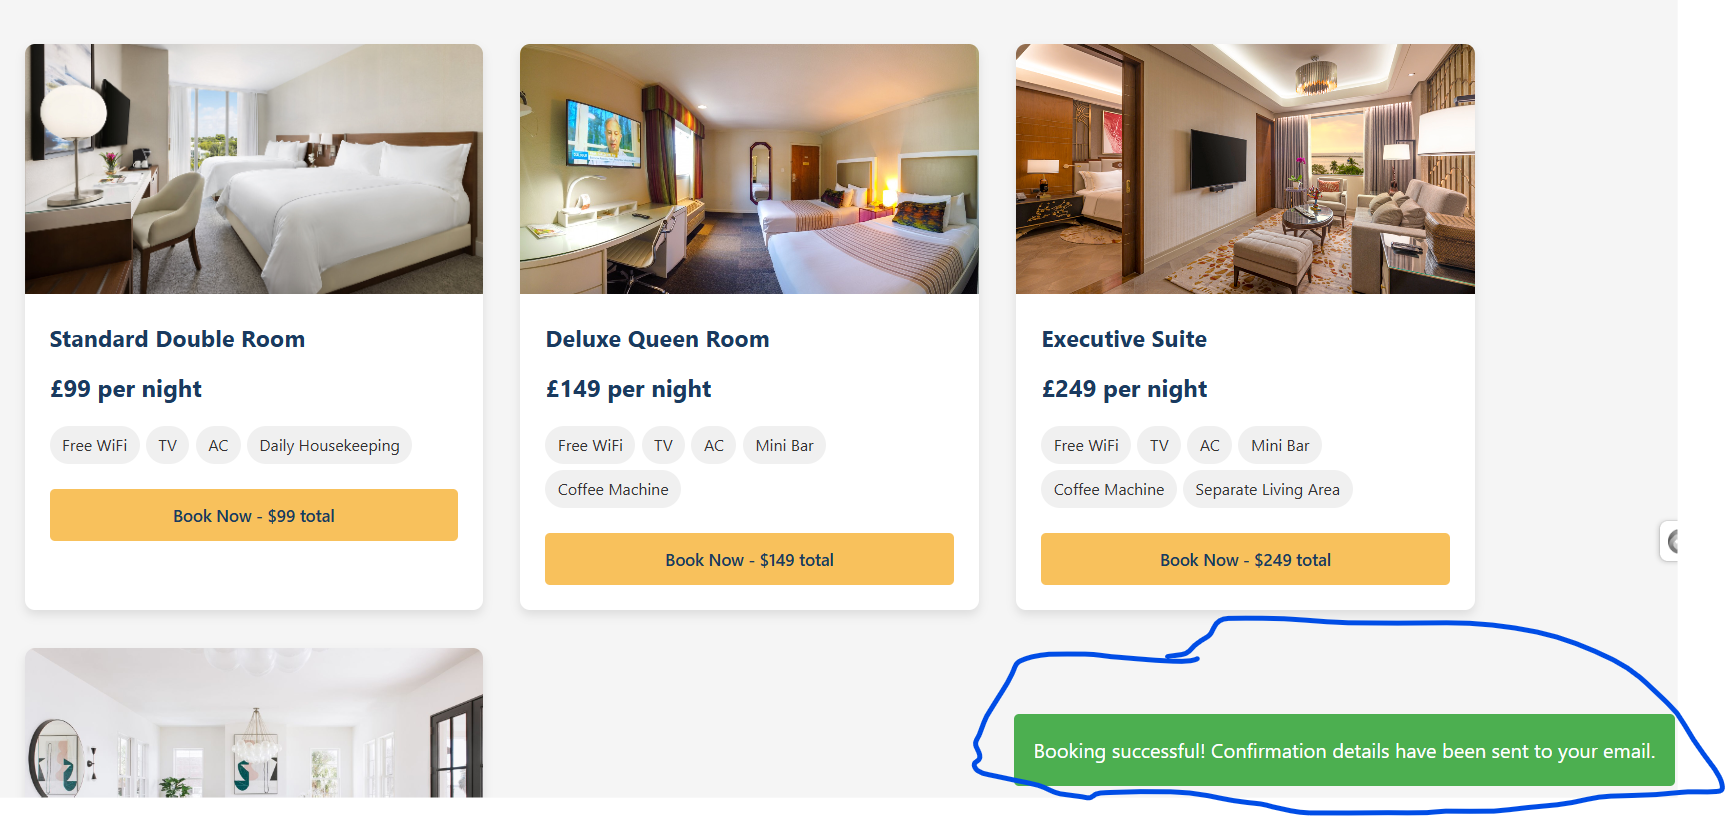 Standard Double Room
£99 per night
Free WiFi TV AC Daily Housekeeping
Book Now - $99 total
Deluxe Queen Room
£149 per night
Free WiFi TV AC Mini Bar
Coffee Machine
Book Now - $149 total
Executive Suite
£249 per night
Free WiFi TV AC Mini Bar
Coffee Machine Separate Living Area
Book Now - $249 total
Booking successful! Confirmation details have been sent to your email.